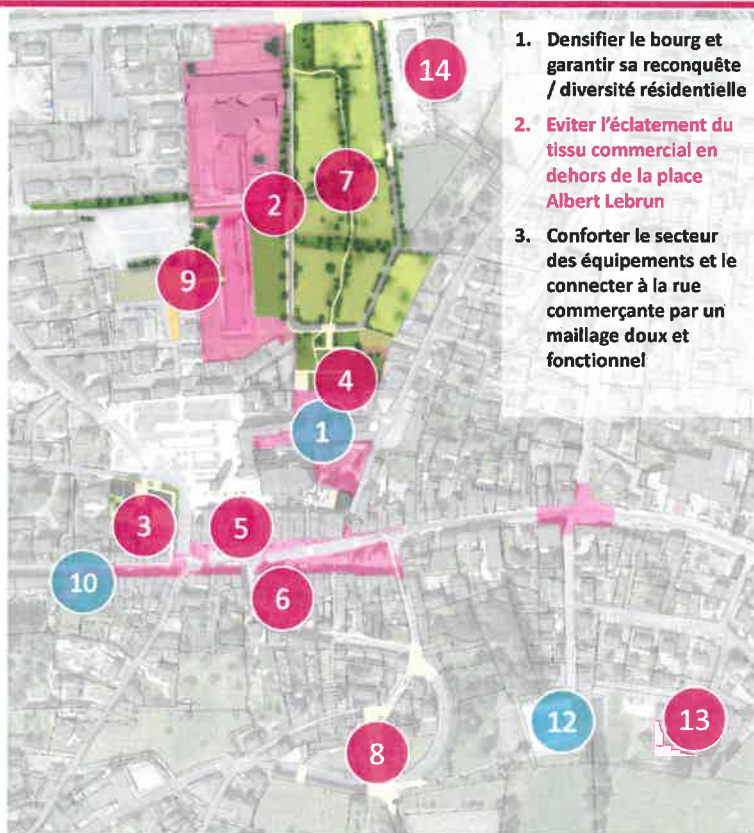 1. Densifier le bourg et
garantir sa reconquête
/ diversité résidentielle
2. Eviter l'éclatement du
tissu commercial en
dehors de la place
Albert Lebrun
3. Conforter le secteur
des équipements et le
connecter à la rue
commerçante par un
maillage doux et
fonctionnel
14
7
2
9
4
1
3
5
10
6
12
13
8